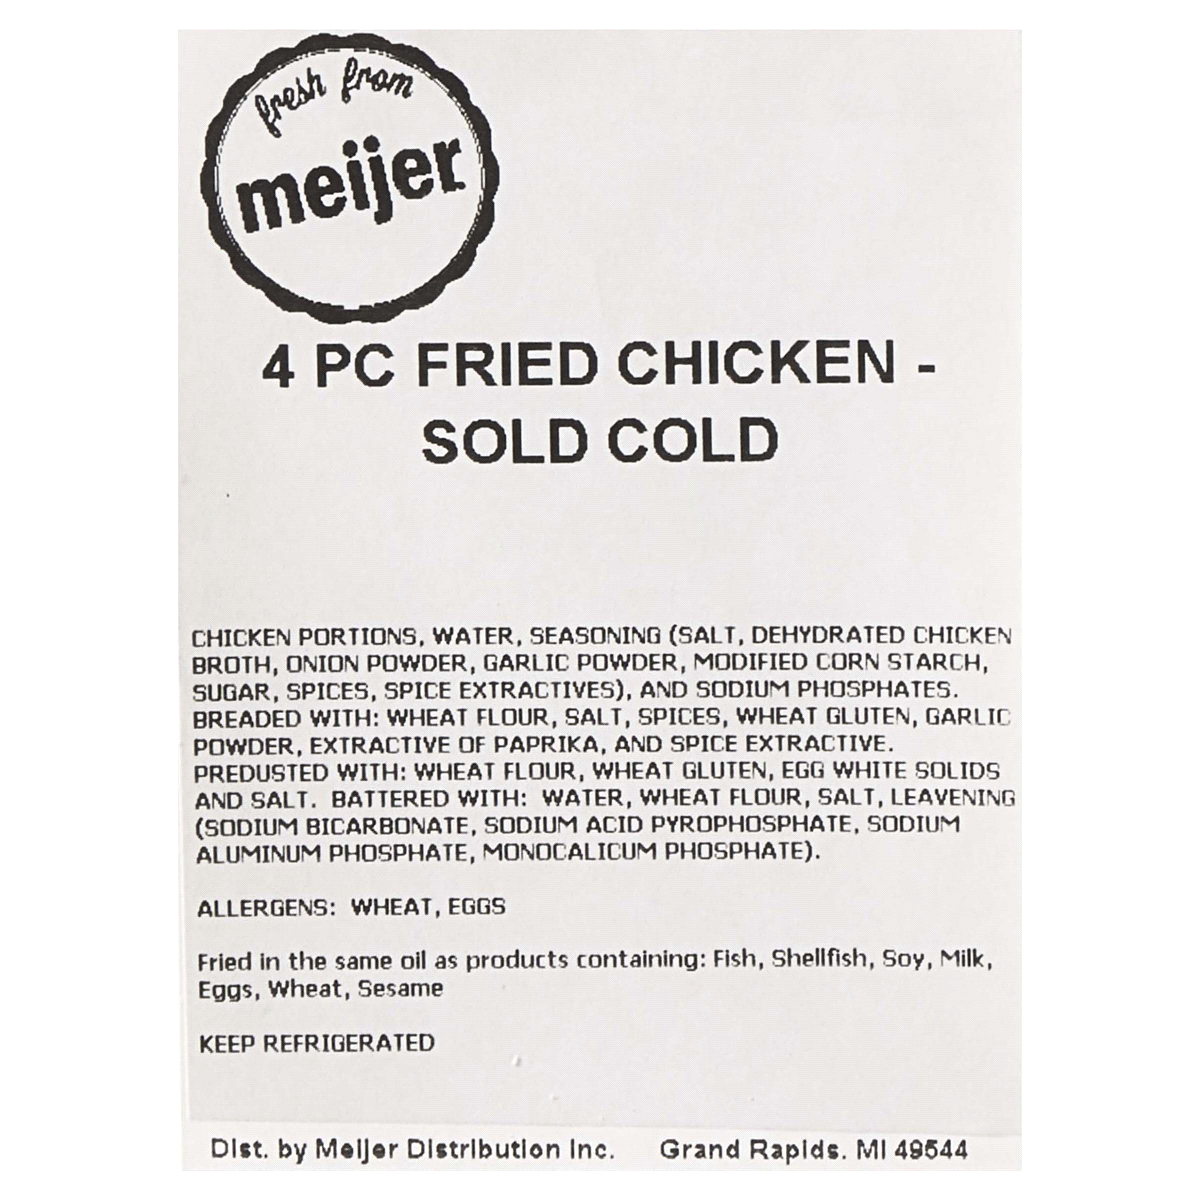 fresh from
meijer
4 PC FRIED CHICKEN -
SOLD COLD
CHICKEN PORTIONS, WATER, SEASONING (SALT, DEHYDRATED CHICKEN
BROTH, ONION POWDER, GARLIC POWDER, MODIFIED CORN STARCH,
SUGAR, SPICES, SPICE EXTRACTIVES), AND SODIUM PHOSPHATES.
BREADED WITH: WHEAT FLOUR, SALT, SPICES, WHEAT GLUTEN, GARLIC
POWDER, EXTRACTIVE OF PAPRIKA, AND SPICE EXTRACTIVE.
PREDUSTED WITH: WHEAT FLOUR, WHEAT GLUTEN, EGG WHITE SOLIDS
AND SALT. BATTERED WITH: WATER, WHEAT FLOUR, SALT, LEAVENING
(SODIUM BICARBONATE, SODIUM ACID PYROPHOSPHATE, SODIUM
ALUMINUM PHOSPHATE, MONOCALICUM PHOSPHATE).
ALLERGENS: WHEAT, EGGS
Fried in the same oil as products containing: Fish, Shellfish, Soy, Milk,
Eggs, Wheat, Sesame
KEEP REFRIGERATED
Dist. by Meijer Distribution Inc. Grand Rapids. MI 49544